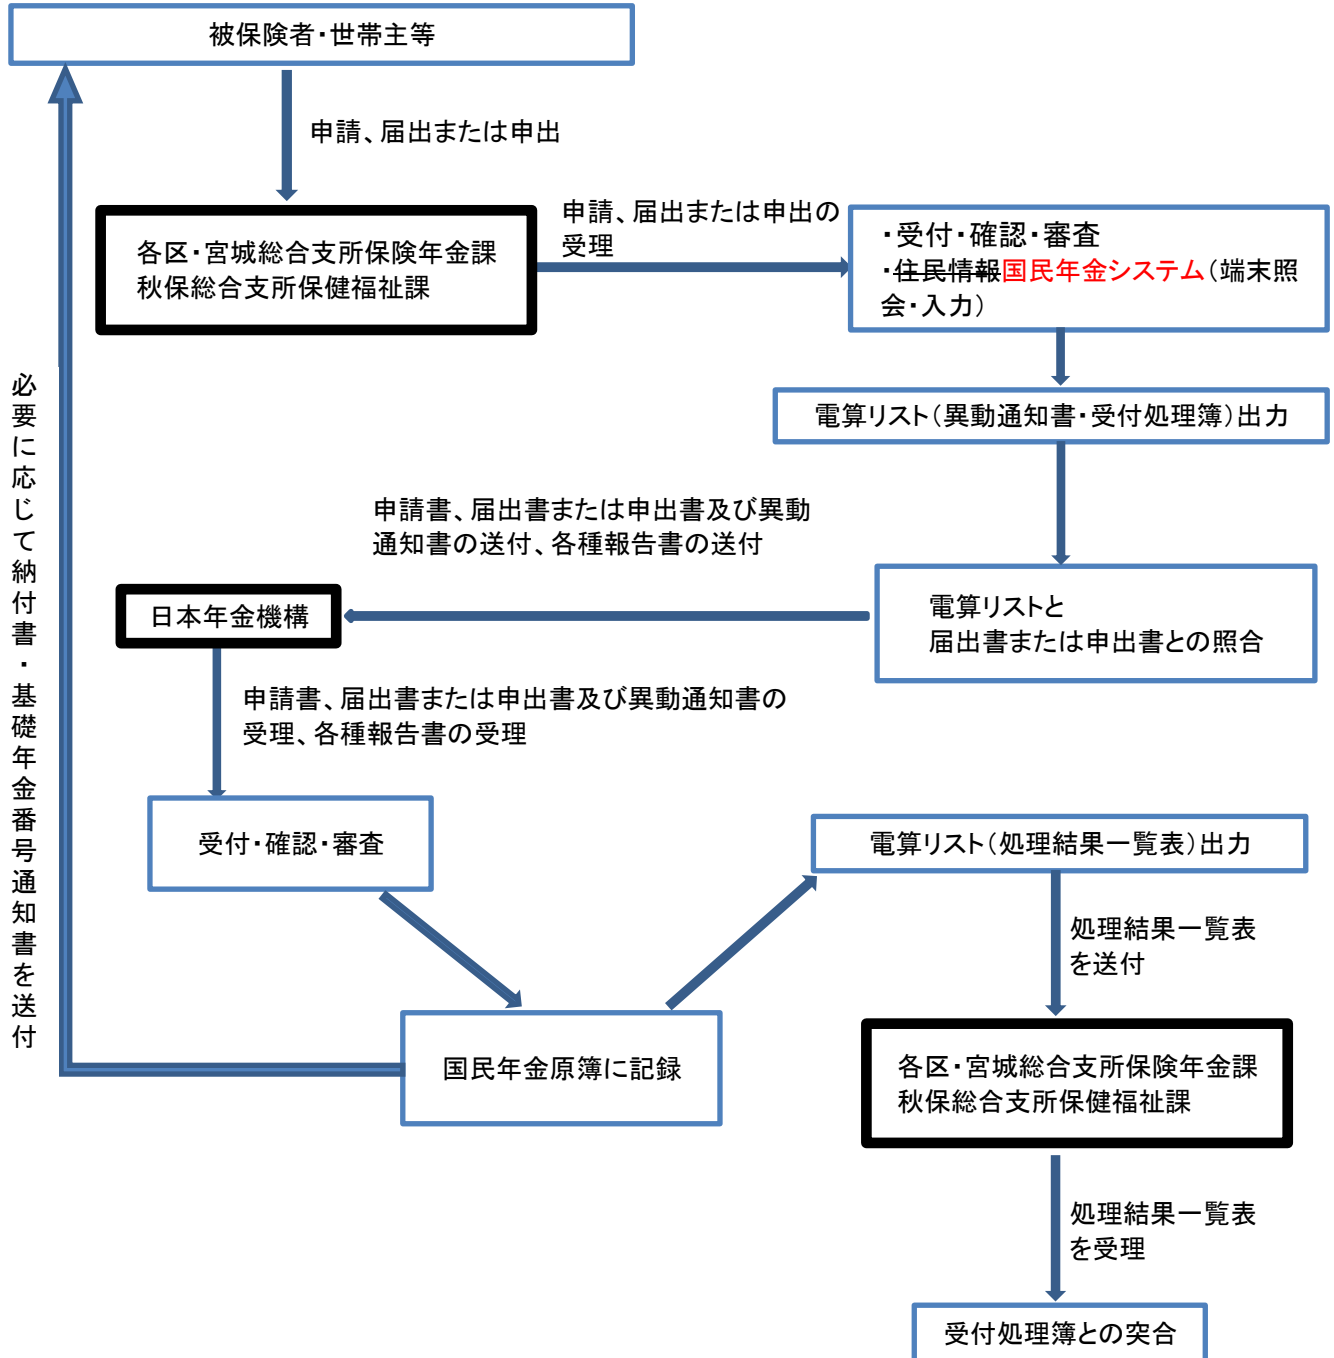 被保険者・世帯主等
申請、届出または申出
各区・宮城総合支所保険年金課
秋保総合支所保健福祉課
申請、届出または申出の
受理
・受付・確認・審査
・住民情報国民年金システム（端末照
会・入力）
電算リスト（異動通知書・受付処理簿）出力
電算リストと
届出書または申出書との照合
申請書、届出書または申出書及び異動
通知書の送付、各種報告書の送付
日本年金機構
申請書、届出書または申出書及び異動通知書の
受理、各種報告書の受理
受付・確認・審査
国民年金原簿に記録
必要に応じて納付書・基礎年金番号通知書を送付
電算リスト（処理結果一覧表）出力
処理結果一覧表
を送付
各区・宮城総合支所保険年金課
秋保総合支所保健福祉課
処理結果一覧表
を受理
受付処理簿との突合